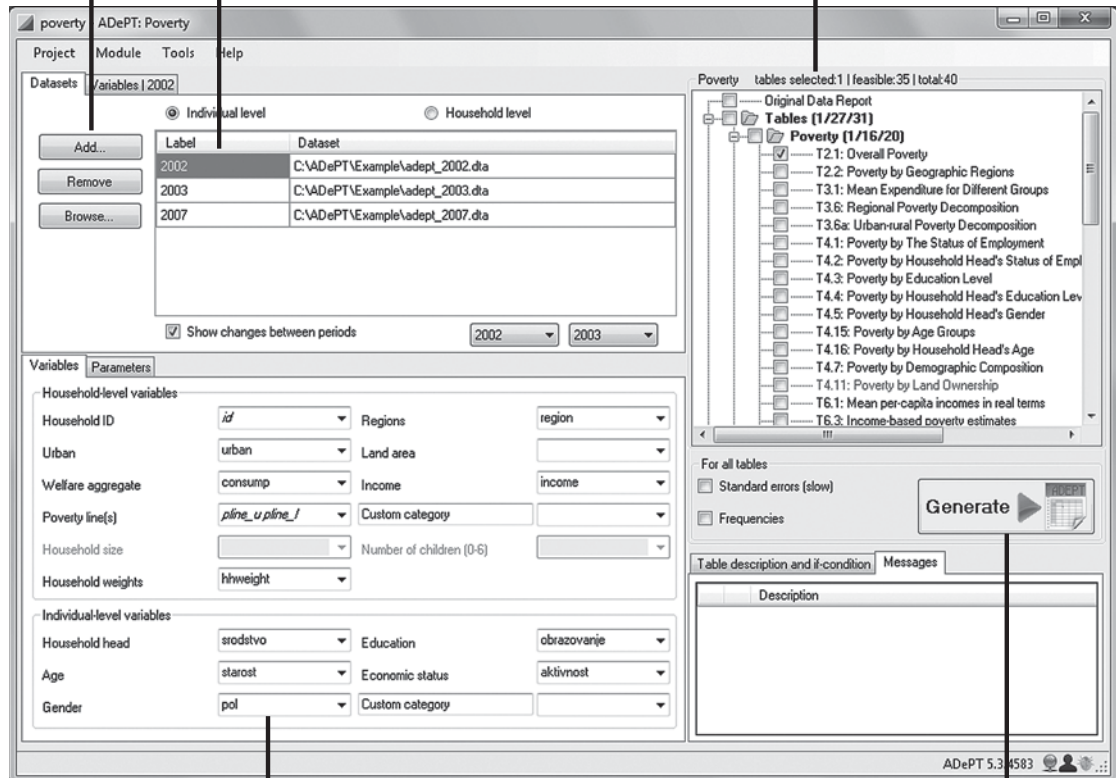 poverty ADePT: Poverty
Project Module Tools Help
Datasets Variables | 2002
Individual level Household level
Add...
Remove
Browse...
Label Dataset
2002 C:\ADePT\Example\adept_2002.dta
2003 C:\ADePT\Example\adept_2003.dta
2007 C:\ADePT\Example\adept_2007.dta
Show changes between periods 2002 2003
Variables Parameters
Household-level variables
Household ID id Regions region
Urban urban Land area
Welfare aggregate consump Income income
Poverty line(s) pline_u pline_l Custom category
Household size Number of children (0-6)
Household weights hhweight
Individual-level variables
Household head srodstvo Education obrazovanje
Age starost Economic status aktivnost
Gender pol Custom category
Poverty tables selected:1 | feasible:35 | total:40
Original Data Report
Tables (1/27/31)
Poverty (1/16/20)
T2.1: Overall Poverty
T2.2: Poverty by Geographic Regions
T3.1: Mean Expenditure for Different Groups
T3.6: Regional Poverty Decomposition
T3.6a: Urban-rural Poverty Decomposition
T4.1: Poverty by The Status of Employment
T4.2: Poverty by Household Head's Status of Empl
T4.3: Poverty by Education Level
T4.4: Poverty by Household Head's Education Lev
T4.5: Poverty by Household Head's Gender
T4.15: Poverty by Age Groups
T4.16: Poverty by Household Head's Age
T4.7: Poverty by Demographic Composition
T4.11: Poverty by Land Ownership
T6.1: Mean per-capita incomes in real terms
T6.3: Income-based poverty estimates
For all tables
Standard errors (slow)
Frequencies
Generate
ADEPT
Table description and if-condition Messages
Description
ADePT 5.3.4583